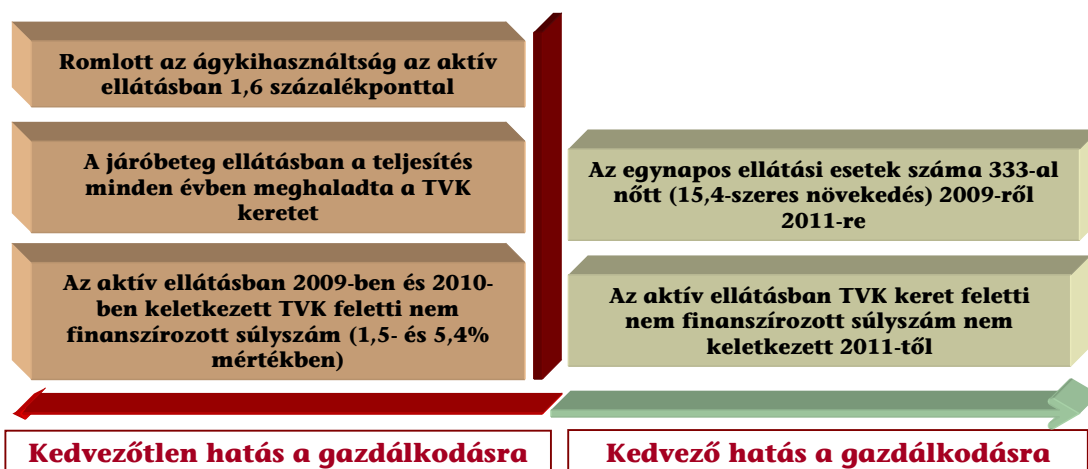 Romlott az ágykihasználtság az aktív
ellátásban 1,6 százalékponttal
A járóbeteg ellátásban a teljesítés
minden évben meghaladta a TVK
keretet
Az aktív ellátásban 2009-ben és 2010-
ben keletkezett TVK feletti nem
finanszírozott súlyszám (1,5- és 5,4%
mértékben)
Az egynapos ellátási esetek száma 333-al
nőtt (15,4-szeres növekedés) 2009-ről
2011-re
Az aktív ellátásban TVK keret feletti
nem finanszírozott súlyszám nem
keletkezett 2011-től
Kedvezőtlen hatás a gazdálkodásra
Kedvező hatás a gazdálkodásra